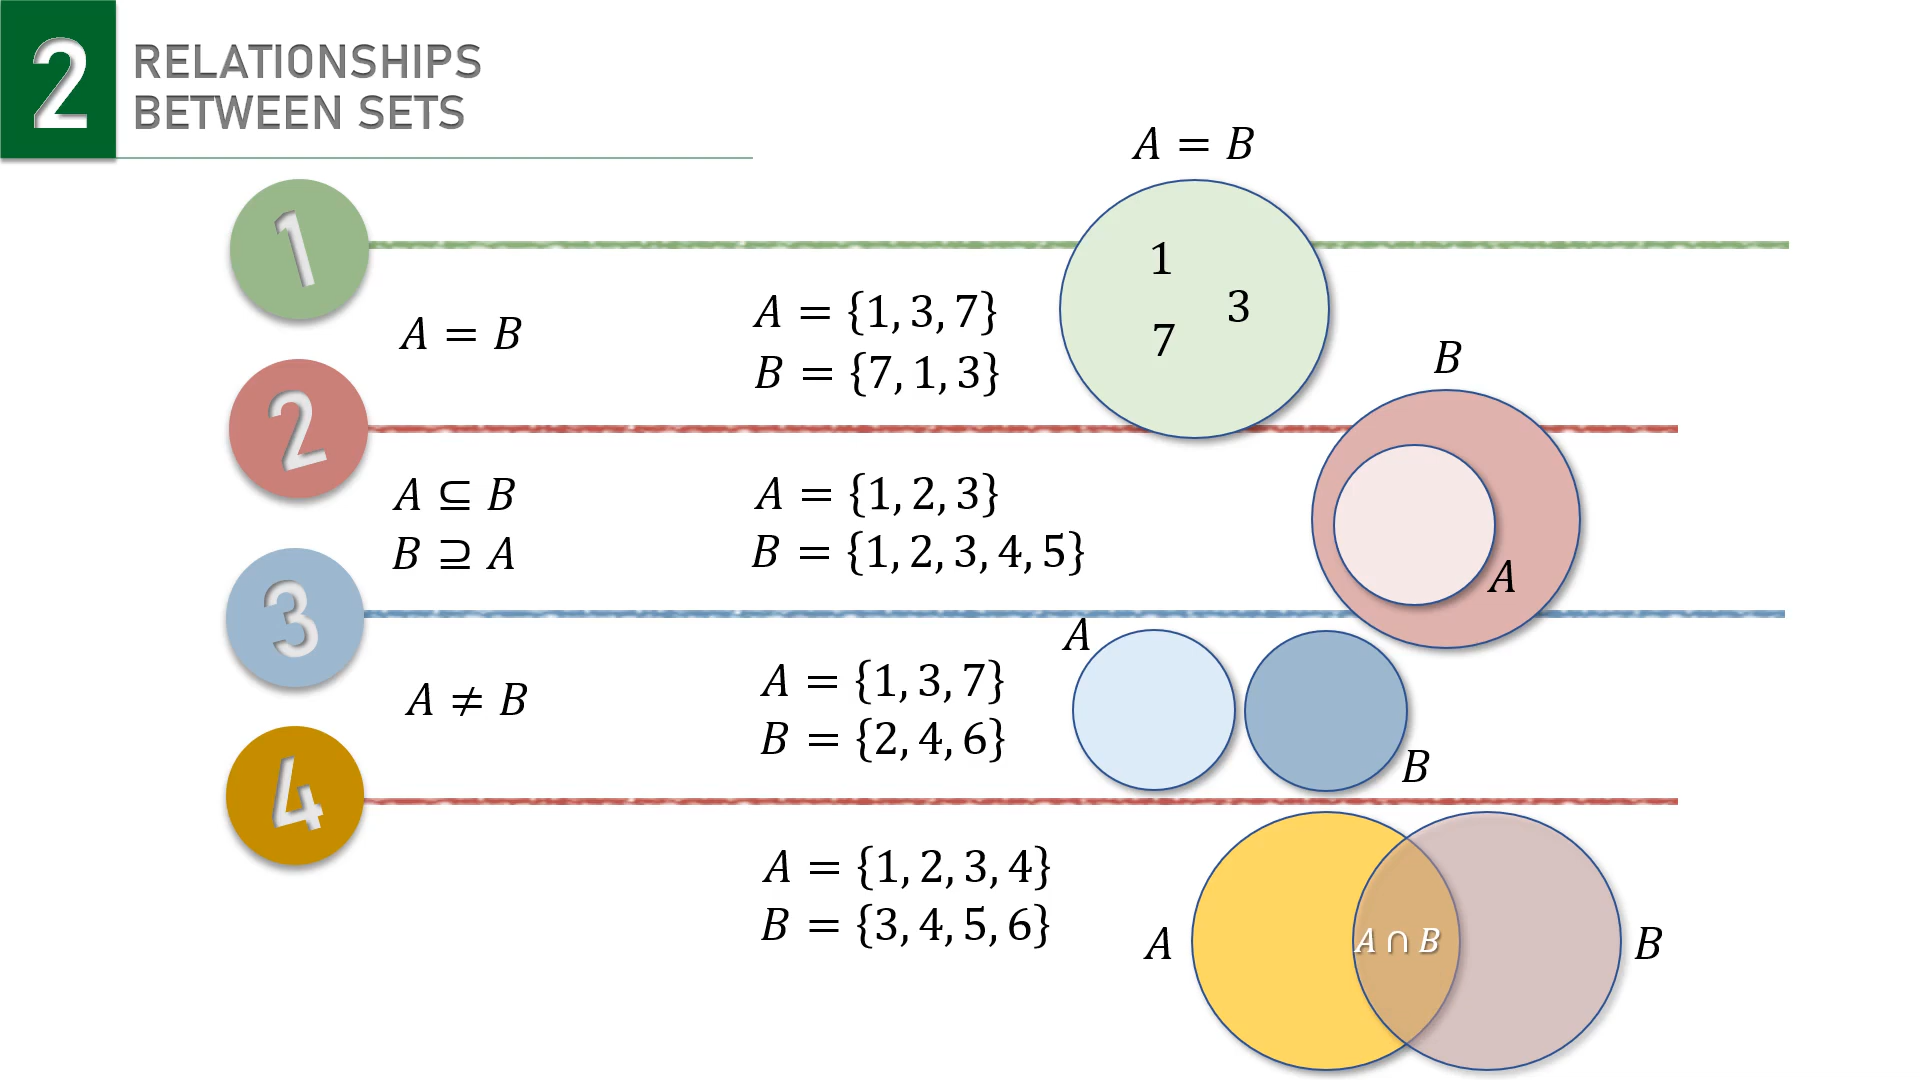 2
RELATIONSHIPS
BETWEEN SETS
1
A = B
A = {1, 3, 7}
B = {7, 1, 3}
A = B
1
3
7
2
A ⊆ B
B ⊇ A
A = {1, 2, 3}
B = {1, 2, 3, 4, 5}
B
A
3
A ≠ B
A = {1, 3, 7}
B = {2, 4, 6}
A
B
4
A = {1, 2, 3, 4}
B = {3, 4, 5, 6}
A
A ∩ B
B